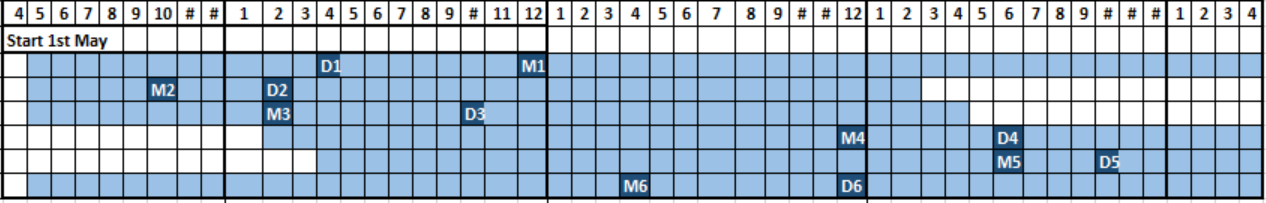 4 5 6 7 8 9 10 # # 1 2 3 4 5 6 7 8 9 # 11 12 1 2 3 4 5 6 7 8 9 # # 12 1 2 3 4 5 6 7 8 9 # # # 1 2 3 4
Start 1st May
D1 M1
M2 D2
M3 D3
M4 D4
M5 D5
M6 D6